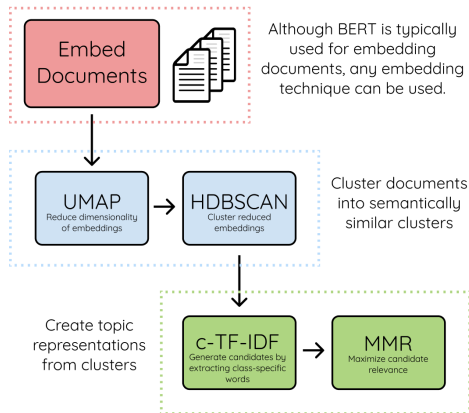 Embed
Documents
Although BERT is typically
used for embedding
documents, any embedding
technique can be used.
UMAP
Reduce dimensionality
of embeddings
HDBSCAN
Cluster reduced
embeddings
Cluster documents
into semantically
similar clusters
Create topic
representations
from clusters
c-TF-IDF
Generate candidates by
extracting class-specific
words
MMR
Maximize candidate
relevance